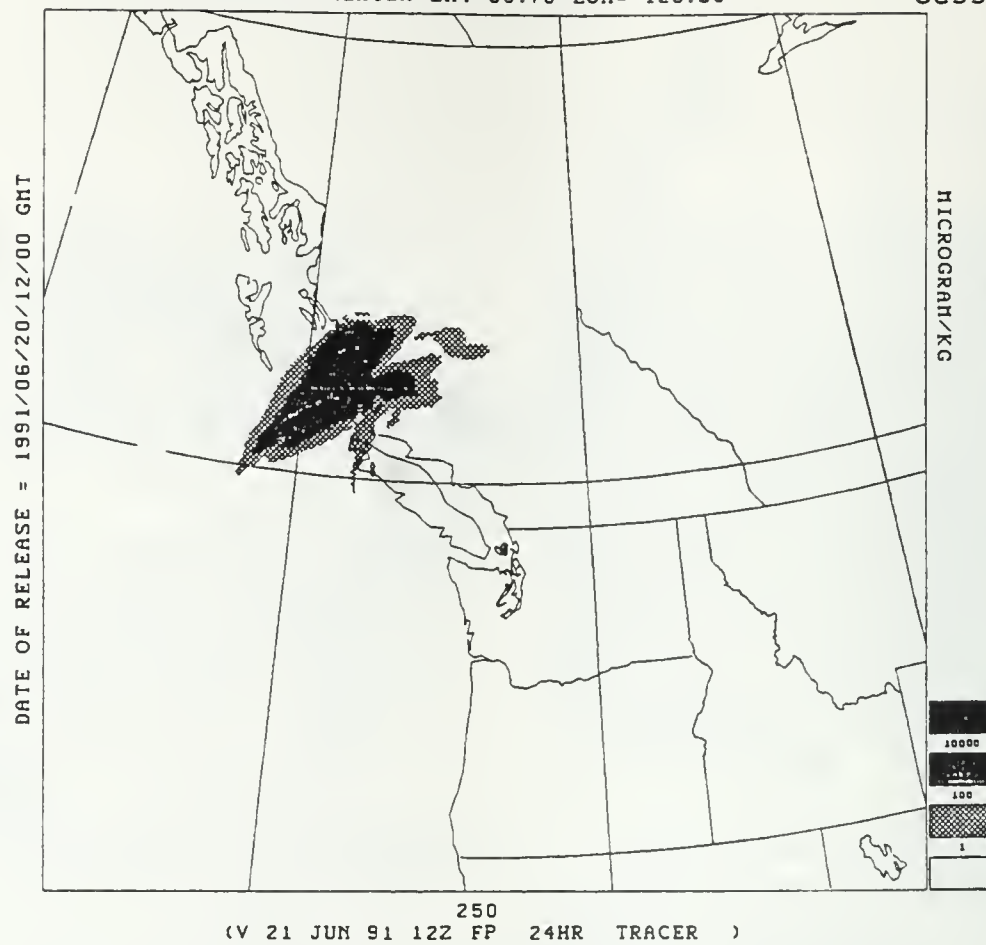 DATE OF RELEASE = 1991/06/20/12/00 GMT
MICROGRAM/KG
10000
100
1
250
(V 21 JUN 91 12Z FP 24HR TRACER )